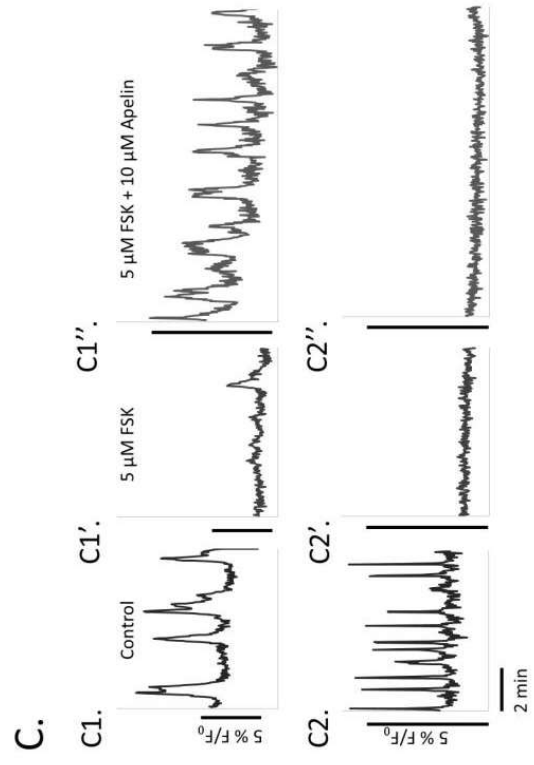 C.
Control
5 µM FSK
5 µM FSK + 10 µM Apelin
C1.
C1’.
C1’’.
5 % F/F₀
C2.
C2’.
C2’’.
5 % F/F₀
2 min